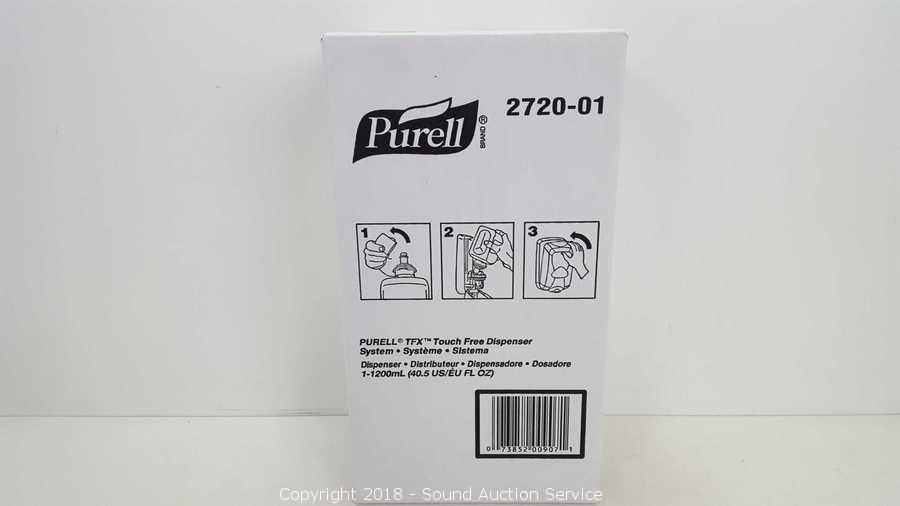 Purell
BRAND ®
2720-01
1 2 3
PURELL® TFX™ Touch Free Dispenser
System • Système • Sistema
Dispenser • Distributeur • Dispensadore • Dosadore
1-1200mL (40.5 US/ÉU FL OZ)
0 73852 00907 1
Copyright 2018 - Sound Auction Service